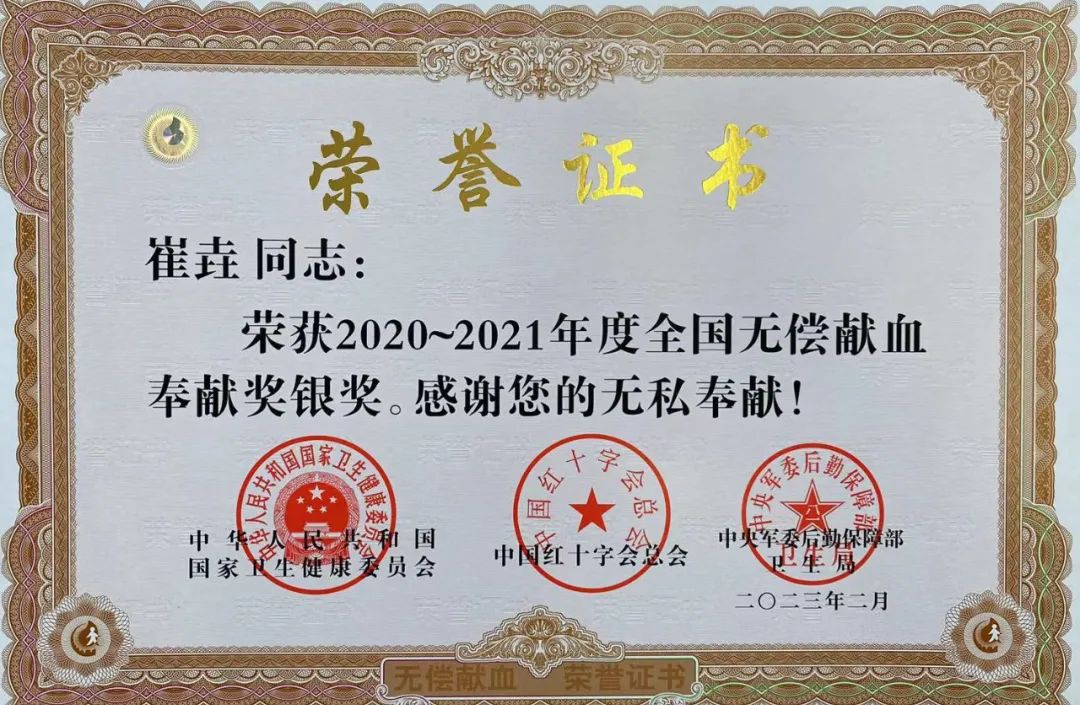 荣誉证书
崔垚 同志：
荣获2020~2021年度全国无偿献血
奉献奖银奖。感谢您的无私奉献！
中华人民共和国国家卫生健康委员会
中国红十字会总会
中央军委后勤保障部
卫生局
中华人民共和国
国家卫生健康委员会
中国红十字会总会
中央军委后勤保障部
卫生局
二〇二三年二月
无偿献血 荣誉证书